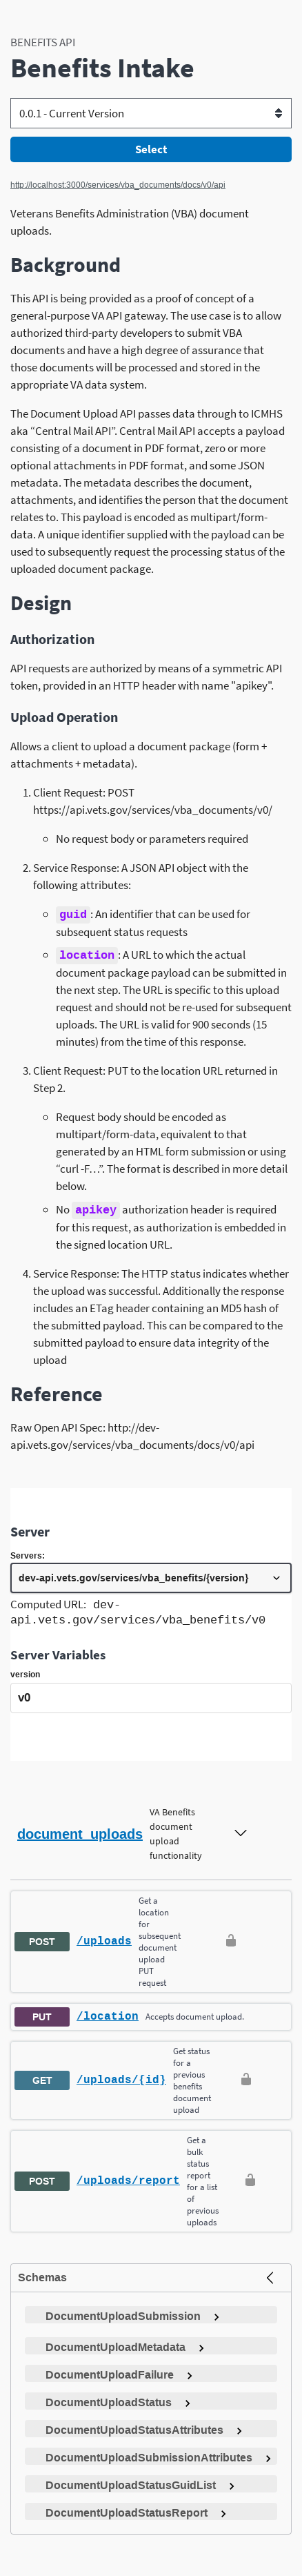 BENEFITS API
Benefits Intake
0.0.1 - Current Version
Select
http://localhost:3000/services/vba_documents/docs/v0/api
Veterans Benefits Administration (VBA) document
uploads.
Background
This API is being provided as a proof of concept of a
general-purpose VA API gateway. The use case is to allow
authorized third-party developers to submit VBA
documents and have a high degree of assurance that
those documents will be processed and stored in the
appropriate VA data system.
The Document Upload API passes data through to ICMHS
aka “Central Mail API”. Central Mail API accepts a payload
consisting of a document in PDF format, zero or more
optional attachments in PDF format, and some JSON
metadata. The metadata describes the document,
attachments, and identifies the person that the document
relates to. This payload is encoded as multipart/form-
data. A unique identifier supplied with the payload can be
used to subsequently request the processing status of the
uploaded document package.
Design
Authorization
API requests are authorized by means of a symmetric API
token, provided in an HTTP header with name "apikey".
Upload Operation
Allows a client to upload a document package (form +
attachments + metadata).
1. Client Request: POST
https://api.vets.gov/services/vba_documents/v0/
◦ No request body or parameters required
2. Service Response: A JSON API object with the
following attributes:
◦ guid: An identifier that can be used for
subsequent status requests
◦ location: A URL to which the actual
document package payload can be submitted in
the next step. The URL is specific to this upload
request and should not be re-used for subsequent
uploads. The URL is valid for 900 seconds (15
minutes) from the time of this response.
3. Client Request: PUT to the location URL returned in
Step 2.
◦ Request body should be encoded as
multipart/form-data, equivalent to that
generated by an HTML form submission or using
“curl -F…”. The format is described in more detail
below.
◦ No apikey authorization header is required
for this request, as authorization is embedded in
the signed location URL.
4. Service Response: The HTTP status indicates whether
the upload was successful. Additionally the response
includes an ETag header containing an MD5 hash of
the submitted payload. This can be compared to the
submitted payload to ensure data integrity of the
upload
Reference
Raw Open API Spec: http://dev-
api.vets.gov/services/vba_documents/docs/v0/api
Server
Servers:
dev-api.vets.gov/services/vba_benefits/{version}
Computed URL: dev-
api.vets.gov/services/vba_benefits/v0
Server Variables
version
v0
document_uploads
VA Benefits
document
upload
functionality
POST /uploads
Get a
location
for
subsequent
document
upload
PUT
request
PUT /location Accepts document upload.
GET /uploads/{id}
Get status
for a
previous
benefits
document
upload
POST /uploads/report
Get a
bulk
status
report
for a list
of
previous
uploads
Schemas
DocumentUploadSubmission
DocumentUploadMetadata
DocumentUploadFailure
DocumentUploadStatus
DocumentUploadStatusAttributes
DocumentUploadSubmissionAttributes
DocumentUploadStatusGuidList
DocumentUploadStatusReport